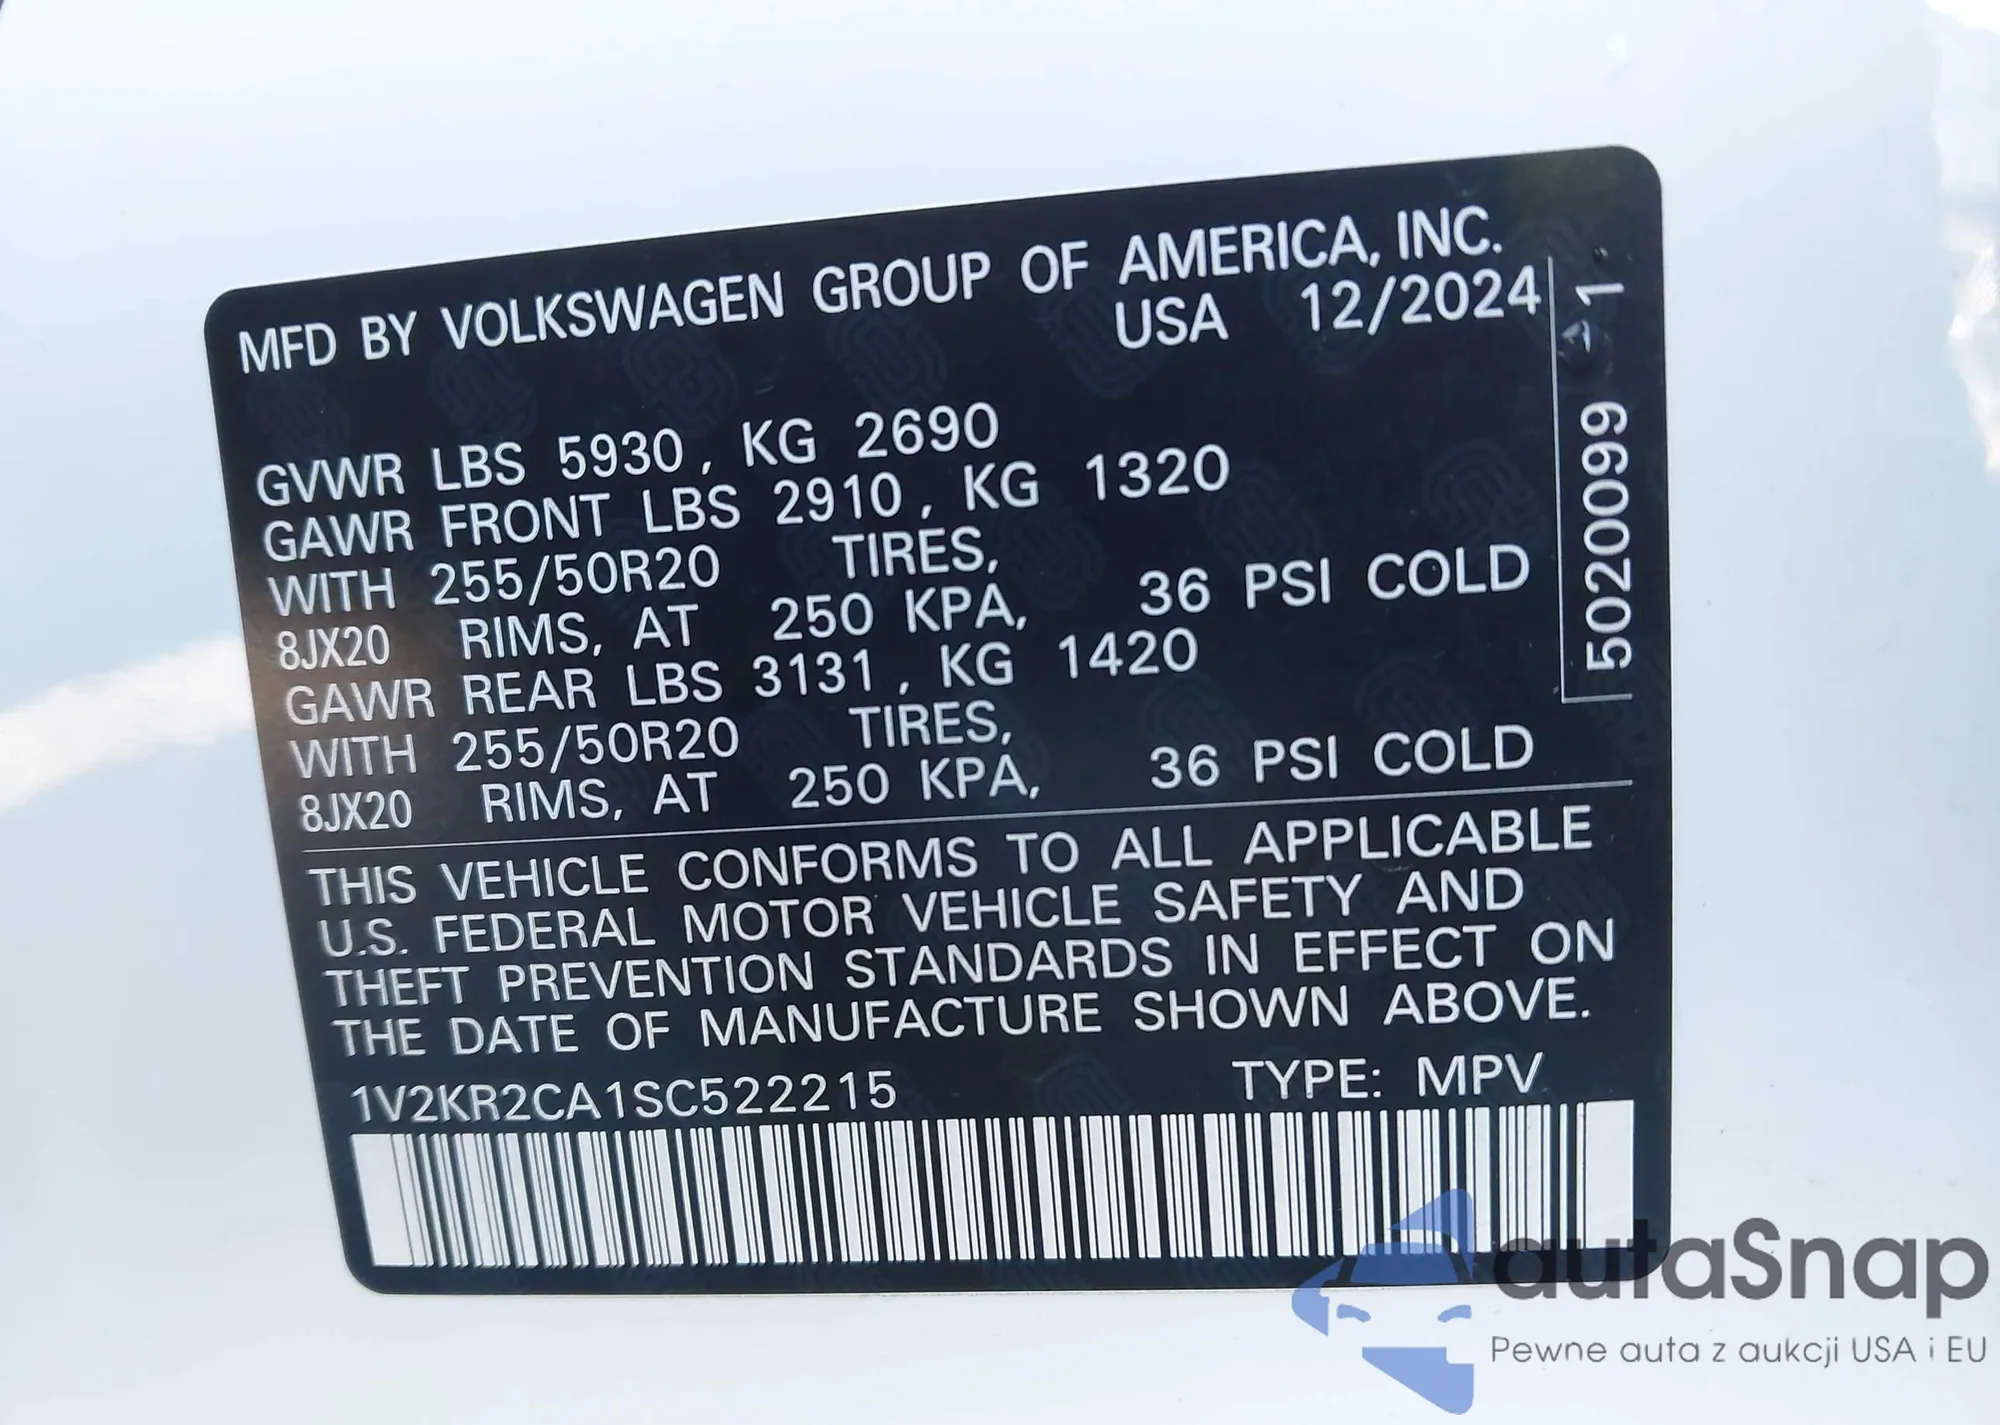 MFD BY VOLKSWAGEN GROUP OF AMERICA, INC.
USA 12/2024
GVWR LBS 5930, KG 2690
GAWR FRONT LBS 2910, KG 1320
WITH 255/50R20 TIRES,
8JX20 RIMS, AT 250 KPA, 36 PSI COLD
GAWR REAR LBS 3131, KG 1420
WITH 255/50R20 TIRES,
8JX20 RIMS, AT 250 KPA, 36 PSI COLD
THIS VEHICLE CONFORMS TO ALL APPLICABLE
U.S. FEDERAL MOTOR VEHICLE SAFETY AND
THEFT PREVENTION STANDARDS IN EFFECT ON
THE DATE OF MANUFACTURE SHOWN ABOVE.
1V2KR2CA1SC522215 TYPE: MPV
5020099
autaSnap
Pewne auta z aukcji USA i EU